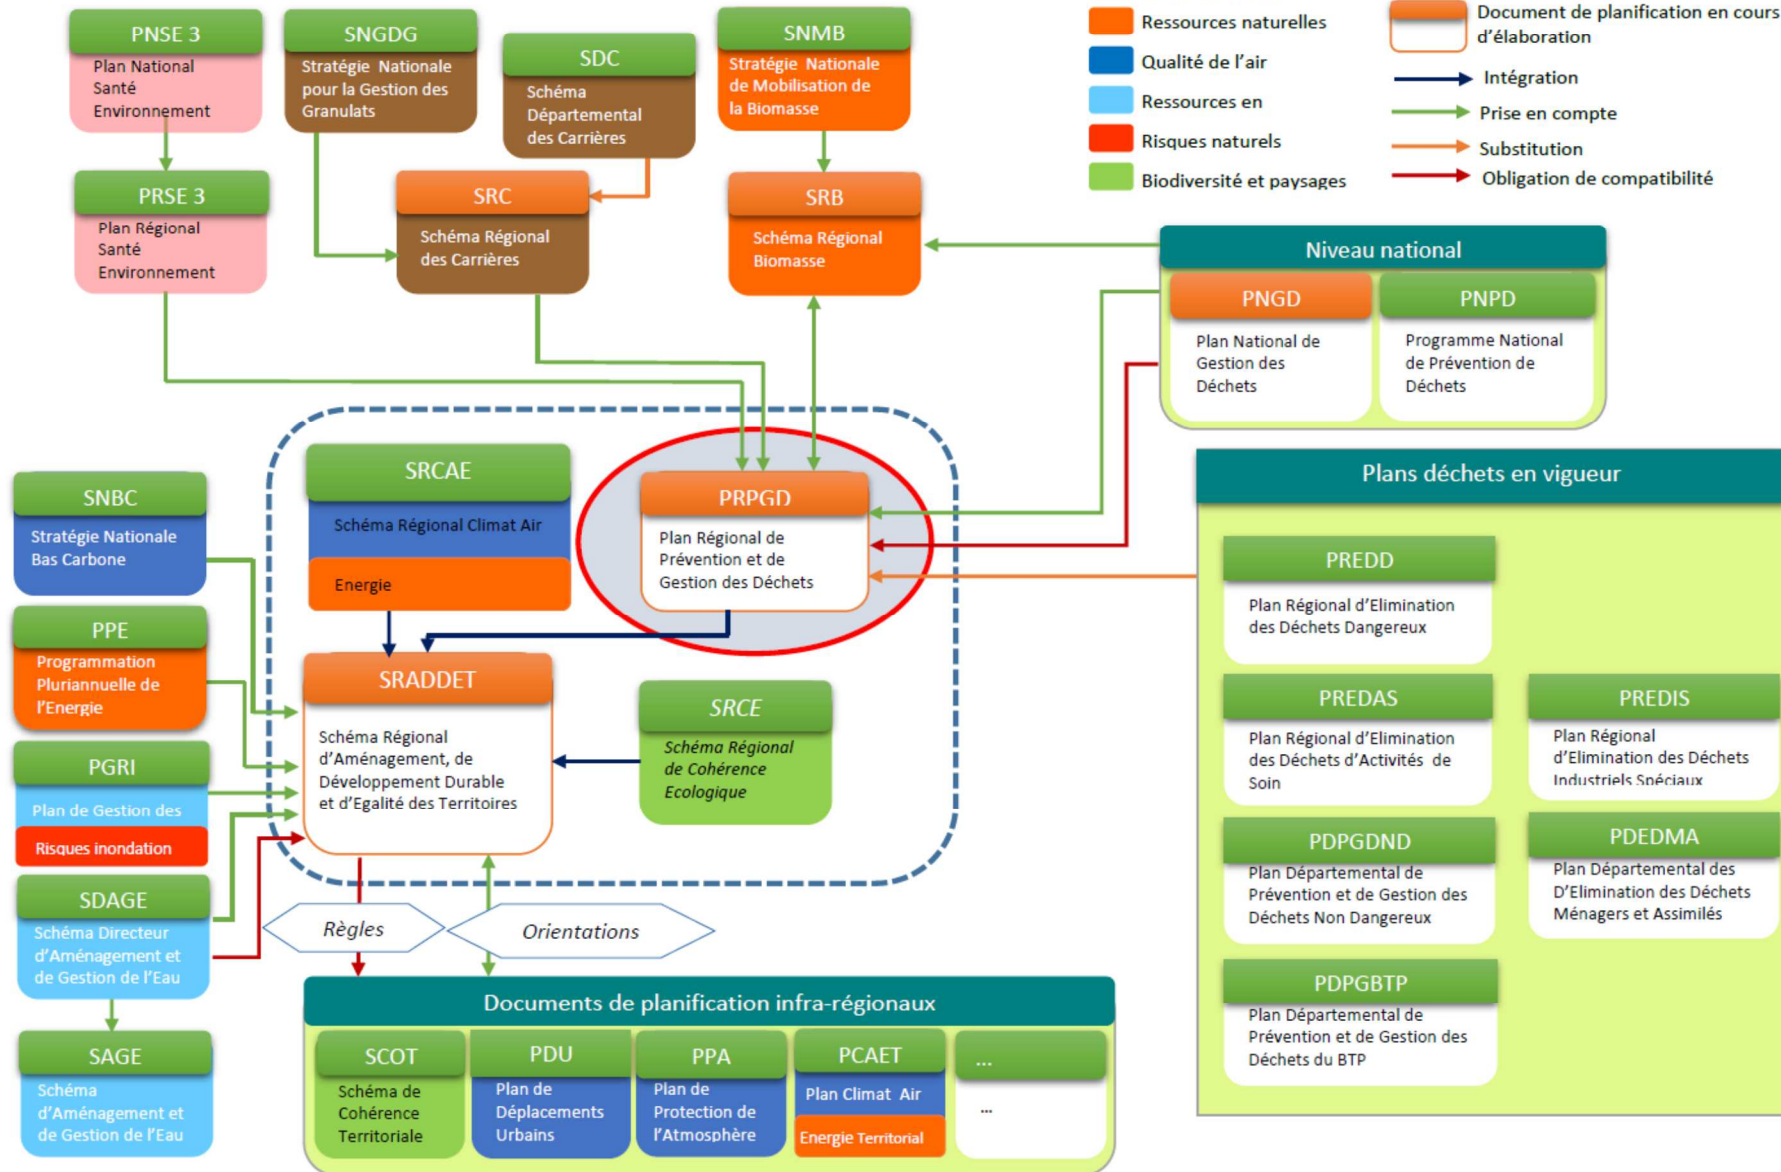 PNSE 3
Plan National
Santé
Environnement
SNGDG
Stratégie Nationale
pour la Gestion des
Granulats
SDC
Schéma
Départemental
des Carrières
SNMB
Stratégie Nationale
de Mobilisation de
la Biomasse
Ressources naturelles
Qualité de l'air
Ressources en
Risques naturels
Biodiversité et paysages
Document de planification en cours
d'élaboration
Intégration
Prise en compte
Substitution
Obligation de compatibilité
PRSE 3
Plan Régional
Santé
Environnement
SRC
Schéma Régional
des Carrières
SRB
Schéma Régional
Biomasse
Niveau national
PNGD
Plan National de
Gestion des
Déchets
PNPD
Programme National
de Prévention de
Déchets
SRCAE
Schéma Régional Climat Air
Energie
PRPGD
Plan Régional de
Prévention et de
Gestion des Déchets
SNBC
Stratégie Nationale
Bas Carbone
PPE
Programmation
Pluriannuelle de
l'Energie
PGRI
Plan de Gestion des
Risques inondation
SDAGE
Schéma Directeur
d'Aménagement et
de Gestion de l'Eau
SAGE
Schéma
d'Aménagement et
de Gestion de l'Eau
SRADDET
Schéma Régional
d'Aménagement, de
Développement Durable
et d'Egalité des Territoires
SRCE
Schéma Régional
de Cohérence
Ecologique
Règles
Orientations
Documents de planification infra-régionaux
SCOT
Schéma de
Cohérence
Territoriale
PDU
Plan de
Déplacements
Urbains
PPA
Plan de
Protection de
l'Atmosphère
PCAET
Plan Climat Air
Energie Territorial
...
...
Plans déchets en vigueur
PREDD
Plan Régional d'Elimination
des Déchets Dangereux
PREDAS
Plan Régional d'Elimination
des Déchets d'Activités de
Soin
PREDIS
Plan Régional
d'Elimination des Déchets
Industriels Spéciaux
PDPGDND
Plan Départemental de
Prévention et de Gestion des
Déchets Non Dangereux
PDEDMA
Plan Départemental des
D'Elimination des Déchets
Ménagers et Assimilés
PDPGBTP
Plan Départemental de
Prévention et de Gestion des
Déchets du BTP